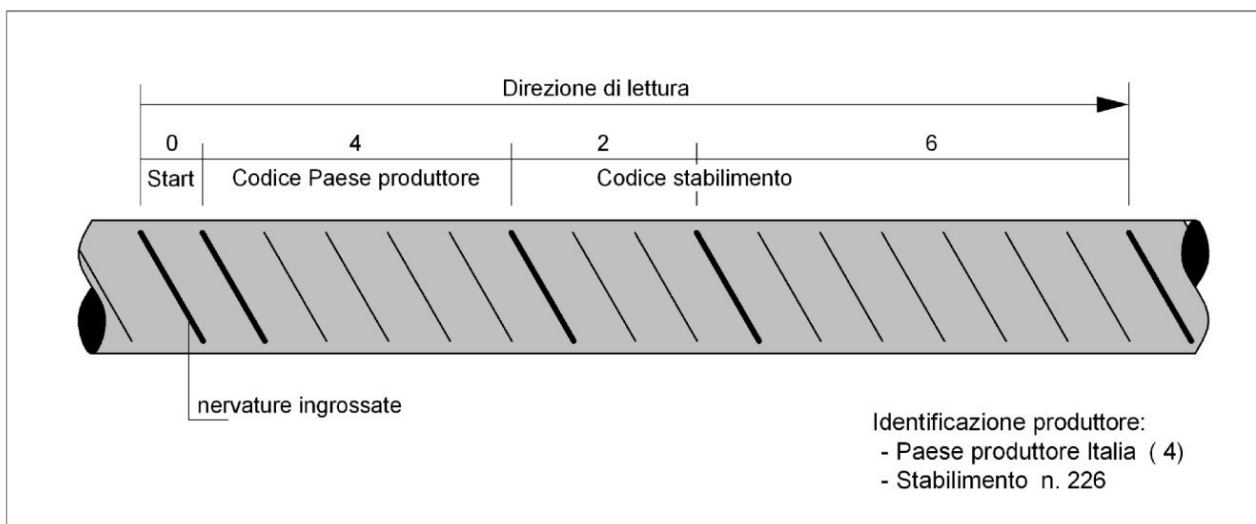 Direzione di lettura
0 4 2 6
Start Codice Paese produttore Codice stabilimento
nervature ingrossate
Identificazione produttore:
- Paese produttore Italia ( 4)
- Stabilimento n. 226